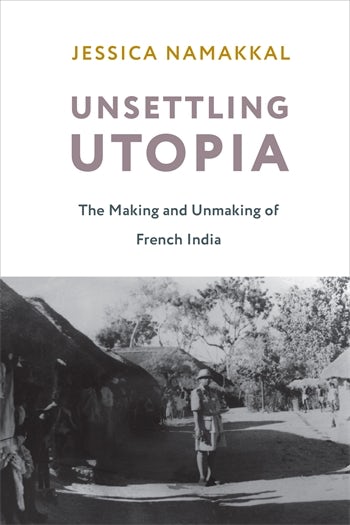 JESSICA NAMAKKAL
UNSETTLING
UTOPIA
The Making and Unmaking of
French India